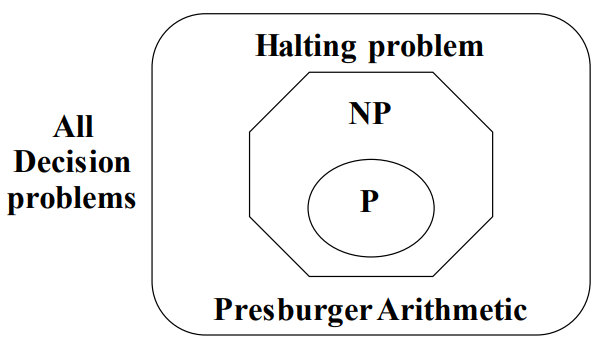 Halting problem
NP
All
Decision
problems
P
Presburger Arithmetic